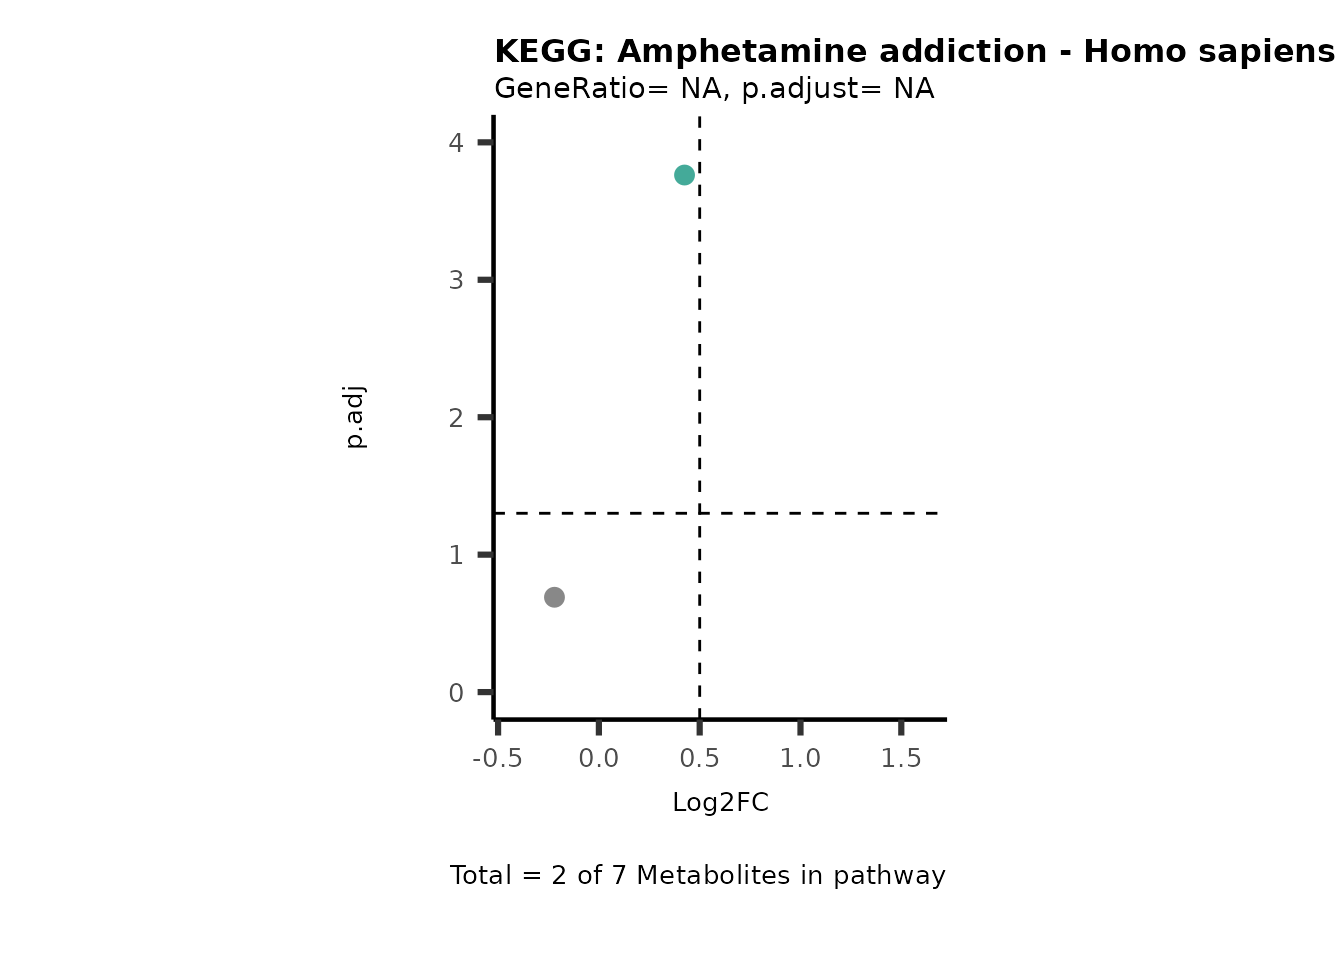 KEGG: Amphetamine addiction - Homo sapiens
GeneRatio= NA, p.adjust= NA
4
3
2
1
0
p.adj
-0.5 0.0 0.5 1.0 1.5
Log2FC
Total = 2 of 7 Metabolites in pathway